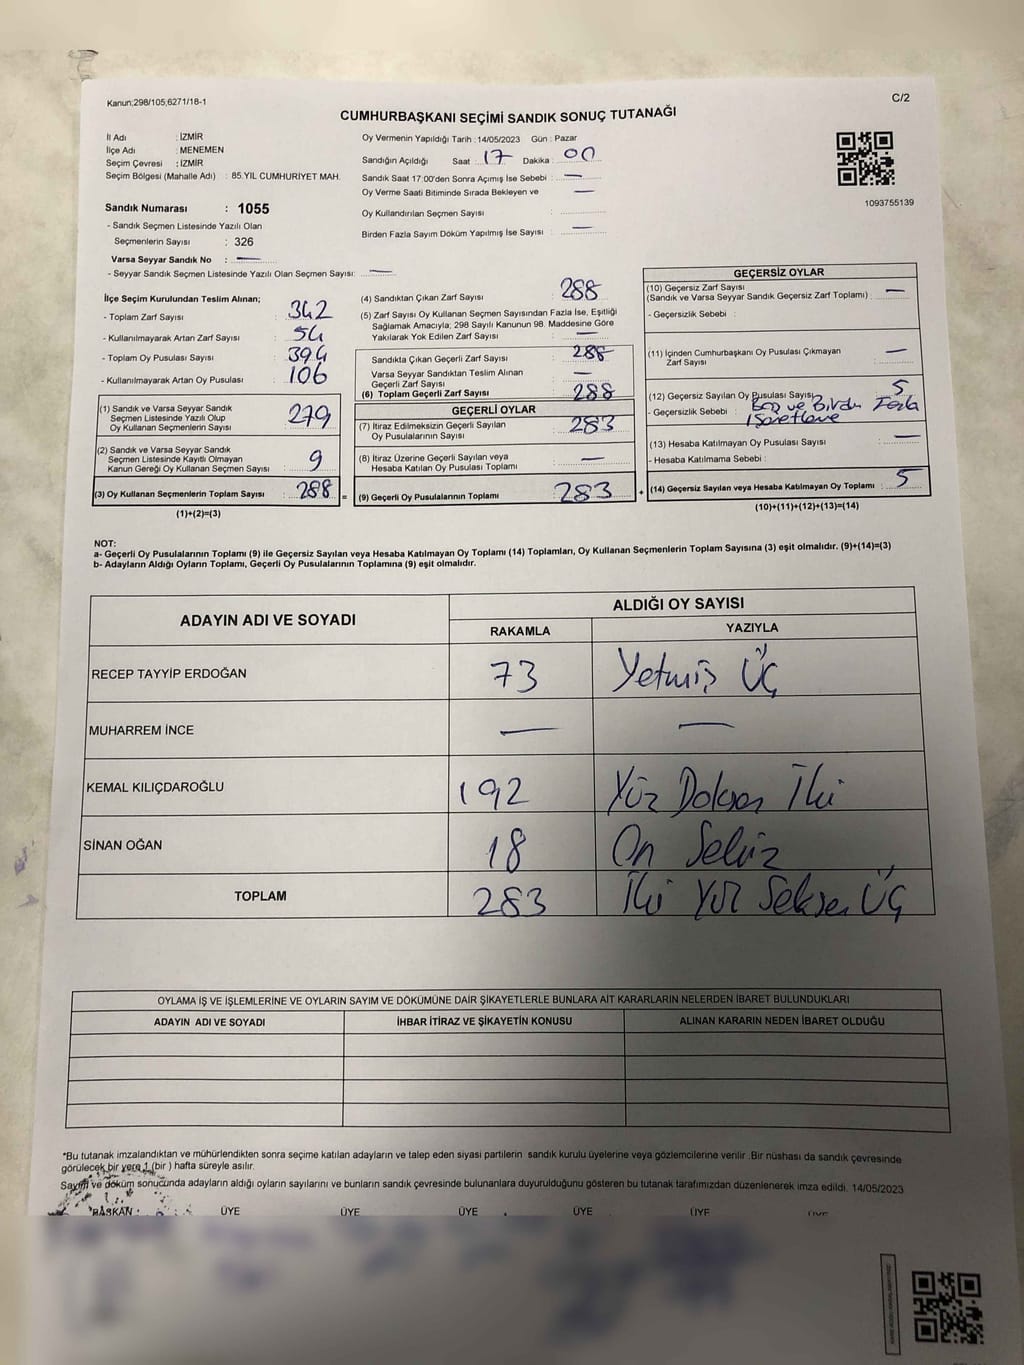 Kanun;298/105;6271/18-1
C/2
CUMHURBAŞKANI SEÇİMİ SANDIK SONUÇ TUTANAĞI
İl Adı : İZMİR
İlçe Adı : MENEMEN
Seçim Çevresi : İZMİR
Seçim Bölgesi (Mahalle Adı) : 85.YIL CUMHURİYET MAH.
Sandık Numarası : 1055
- Sandık Seçmen Listesinde Yazılı Olan
Seçmenlerin Sayısı : 326
Varsa Seyyar Sandık No : —
- Seyyar Sandık Seçmen Listesinde Yazılı Olan Seçmen Sayısı: —
Oy Vermenin Yapıldığı Tarih : 14/05/2023 Gün : Pazar
Sandığın Açıldığı Saat : 17 Dakika : 00
Sandık Saat 17:00'den Sonra Açımış İse Sebebi : —
Oy Verme Saati Bitiminde Sırada Bekleyen ve —
Oy Kullandırılan Seçmen Sayısı :
Birden Fazla Sayım Döküm Yapılmış İse Sayısı : —
1093755139
İlçe Seçim Kurulundan Teslim Alınan;
- Toplam Zarf Sayısı : 342
- Kullanılmayarak Artan Zarf Sayısı : 54
- Toplam Oy Pusulası Sayısı : 394
- Kullanılmayarak Artan Oy Pusulası : 106
(1) Sandık ve Varsa Seyyar Sandık
Seçmen Listesinde Yazılı Olup
Oy Kullanan Seçmenlerin Sayısı : 279
(2) Sandık ve Varsa Seyyar Sandık
Seçmen Listesinde Kayıtlı Olmayan
Kanun Gereği Oy Kullanan Seçmen Sayısı : 9
(3) Oy Kullanan Seçmenlerin Toplam Sayısı : 288 =
(1)+(2)=(3)
(4) Sandıktan Çıkan Zarf Sayısı : 288
(5) Zarf Sayısı Oy Kullanan Seçmen Sayısından Fazla İse, Eşitliği
Sağlamak Amacıyla; 298 Sayılı Kanunun 98. Maddesine Göre
Yakılarak Yok Edilen Zarf Sayısı : —
Sandıkta Çıkan Geçerli Zarf Sayısı : 288
Varsa Seyyar Sandıktan Teslim Alınan
Geçerli Zarf Sayısı : —
(6) Toplam Geçerli Zarf Sayısı : 288
GEÇERLİ OYLAR
(7) İtiraz Edilmeksizin Geçerli Sayılan
Oy Pusulalarının Sayısı : 283
(8) İtiraz Üzerine Geçerli Sayılan veya
Hesaba Katılan Oy Pusulası Toplamı : —
(9) Geçerli Oy Pusulalarının Toplamı : 283 +
GEÇERSİZ OYLAR
(10) Geçersiz Zarf Sayısı
(Sandık ve Varsa Seyyar Sandık Geçersiz Zarf Toplamı) : —
- Geçersizlik Sebebi :
(11) İçinden Cumhurbaşkanı Oy Pusulası Çıkmayan
Zarf Sayısı : —
(12) Geçersiz Sayılan Oy Pusulası Sayısı : 5
- Geçersizlik Sebebi : Boş ve Birden Fazla
İşaretleme
(13) Hesaba Katılmayan Oy Pusulası Sayısı : —
- Hesaba Katılmama Sebebi :
(14) Geçersiz Sayılan veya Hesaba Katılmayan Oy Toplamı : 5
(10)+(11)+(12)+(13)=(14)
NOT:
a- Geçerli Oy Pusulalarının Toplamı (9) ile Geçersiz Sayılan veya Hesaba Katılmayan Oy Toplamı (14) Toplamları, Oy Kullanan Seçmenlerin Toplam Sayısına (3) eşit olmalıdır. (9)+(14)=(3)
b- Adayların Aldığı Oyların Toplamı, Geçerli Oy Pusulalarının Toplamına (9) eşit olmalıdır.
ADAYIN ADI VE SOYADI
ALDIĞI OY SAYISI
RAKAMLA YAZIYLA
RECEP TAYYİP ERDOĞAN 73 Yetmiş Üç
MUHARREM İNCE — —
KEMAL KILIÇDAROĞLU 192 Yüz Doksan İki
SİNAN OĞAN 18 On Sekiz
TOPLAM 283 İki Yüz Seksen Üç
OYLAMA İŞ VE İŞLEMLERİNE VE OYLARIN SAYIM VE DÖKÜMÜNE DAİR ŞİKAYETLERLE BUNLARA AİT KARARLARIN NELERDEN İBARET BULUNDUKLARI
ADAYIN ADI VE SOYADI İHBAR İTİRAZ VE ŞİKAYETİN KONUSU ALINAN KARARIN NEDEN İBARET OLDUĞU
*Bu tutanak imzalandıktan ve mühürlendikten sonra seçime katılan adayların ve talep eden siyasi partilerin sandık kurulu üyelerine veya gözlemcilerine verilir .Bir nüshası da sandık çevresinde
görülecek bir yere 1 (bir ) hafta süreyle asılır.
Sayım ve döküm sonucunda adayların aldığı oyların sayılarını ve bunların sandık çevresinde bulunanlara duyurulduğunu gösteren bu tutanak tarafımızdan düzenlenerek imza edildi. 14/05/2023
BAŞKAN ÜYE ÜYE ÜYE ÜYE ÜYE ÜYE